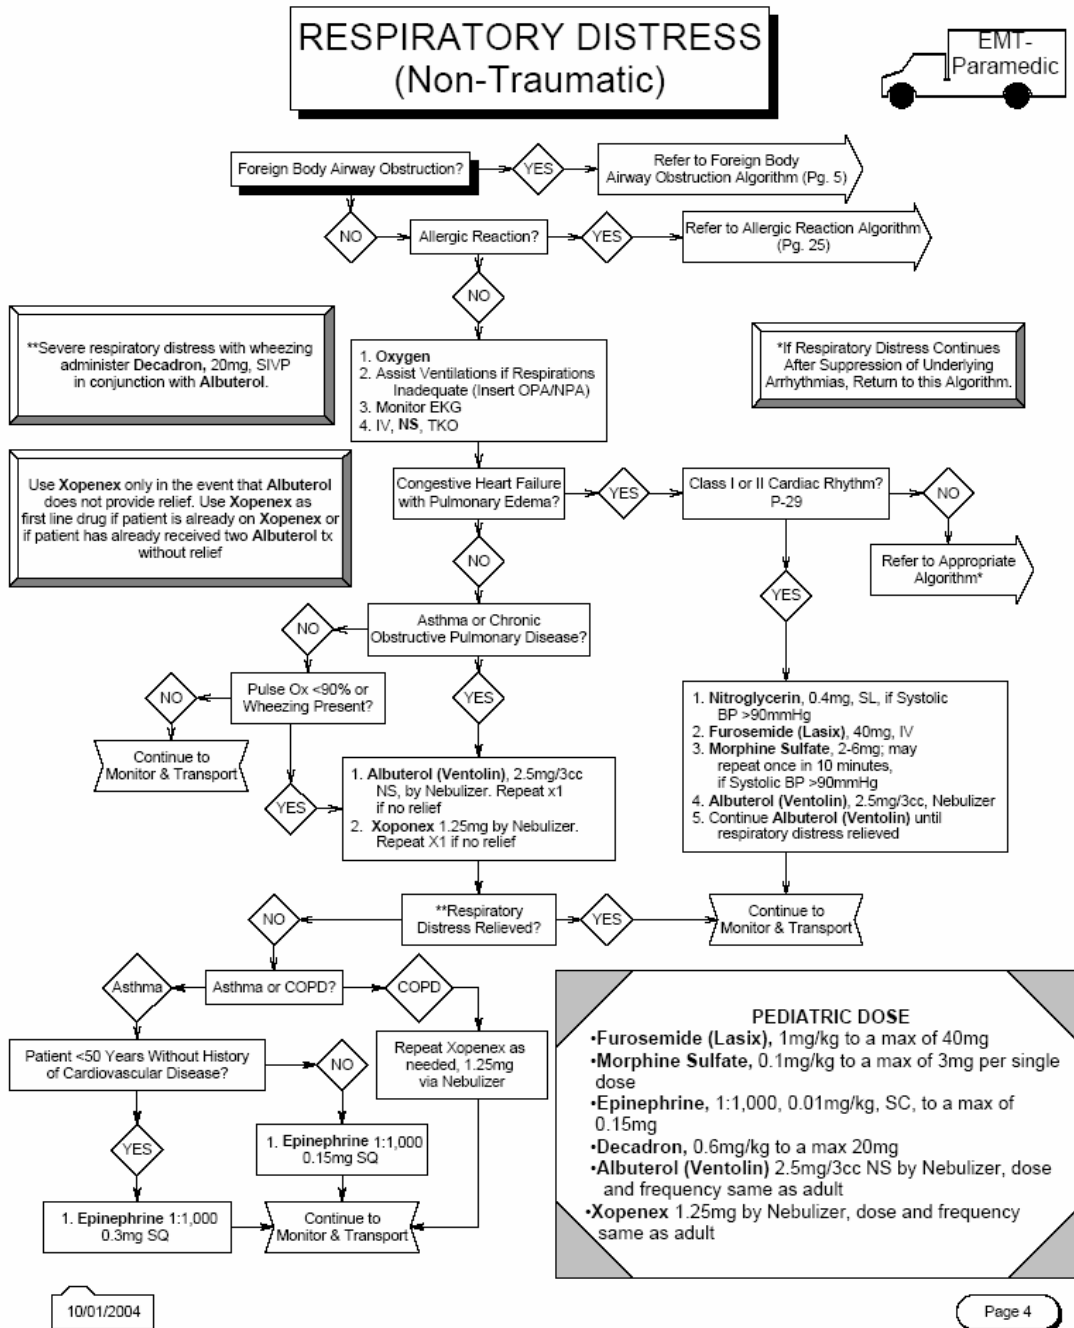 RESPIRATORY DISTRESS
(Non-Traumatic)
EMT-
Paramedic
Foreign Body Airway Obstruction?
YES
Refer to Foreign Body
Airway Obstruction Algorithm (Pg. 5)
NO
Allergic Reaction?
YES
Refer to Allergic Reaction Algorithm
(Pg. 25)
NO
**Severe respiratory distress with wheezing
administer Decadron, 20mg, SIVP
in conjunction with Albuterol.
1. Oxygen
2. Assist Ventilations if Respirations
Inadequate (Insert OPA/NPA)
3. Monitor EKG
4. IV, NS, TKO
*If Respiratory Distress Continues
After Suppression of Underlying
Arrhythmias, Return to this Algorithm.
Use Xopenex only in the event that Albuterol
does not provide relief. Use Xopenex as
first line drug if patient is already on Xopenex or
if patient has already received two Albuterol tx
without relief
Congestive Heart Failure
with Pulmonary Edema?
YES
Class I or II Cardiac Rhythm?
P-29
NO
Refer to Appropriate
Algorithm*
NO
YES
Asthma or Chronic
Obstructive Pulmonary Disease?
NO
Pulse Ox <90% or
Wheezing Present?
NO
Continue to
Monitor & Transport
YES
YES
1. Nitroglycerin, 0.4mg, SL, if Systolic
BP >90mmHg
2. Furosemide (Lasix), 40mg, IV
3. Morphine Sulfate, 2-6mg; may
repeat once in 10 minutes,
if Systolic BP >90mmHg
4. Albuterol (Ventolin), 2.5mg/3cc, Nebulizer
5. Continue Albuterol (Ventolin) until
respiratory distress relieved
1. Albuterol (Ventolin), 2.5mg/3cc
NS, by Nebulizer. Repeat x1
if no relief
2. Xoponex 1.25mg by Nebulizer.
Repeat X1 if no relief
**Respiratory
Distress Relieved?
YES
Continue to
Monitor & Transport
NO
Asthma or COPD?
Asthma
COPD
Patient <50 Years Without History
of Cardiovascular Disease?
NO
Repeat Xopenex as
needed, 1.25mg
via Nebulizer
YES
1. Epinephrine 1:1,000
0.15mg SQ
1. Epinephrine 1:1,000
0.3mg SQ
Continue to
Monitor & Transport
PEDIATRIC DOSE
•Furosemide (Lasix), 1mg/kg to a max of 40mg
•Morphine Sulfate, 0.1mg/kg to a max of 3mg per single
dose
•Epinephrine, 1:1,000, 0.01mg/kg, SC, to a max of
0.15mg
•Decadron, 0.6mg/kg to a max 20mg
•Albuterol (Ventolin) 2.5mg/3cc NS by Nebulizer, dose
and frequency same as adult
•Xopenex 1.25mg by Nebulizer, dose and frequency
same as adult
10/01/2004
Page 4